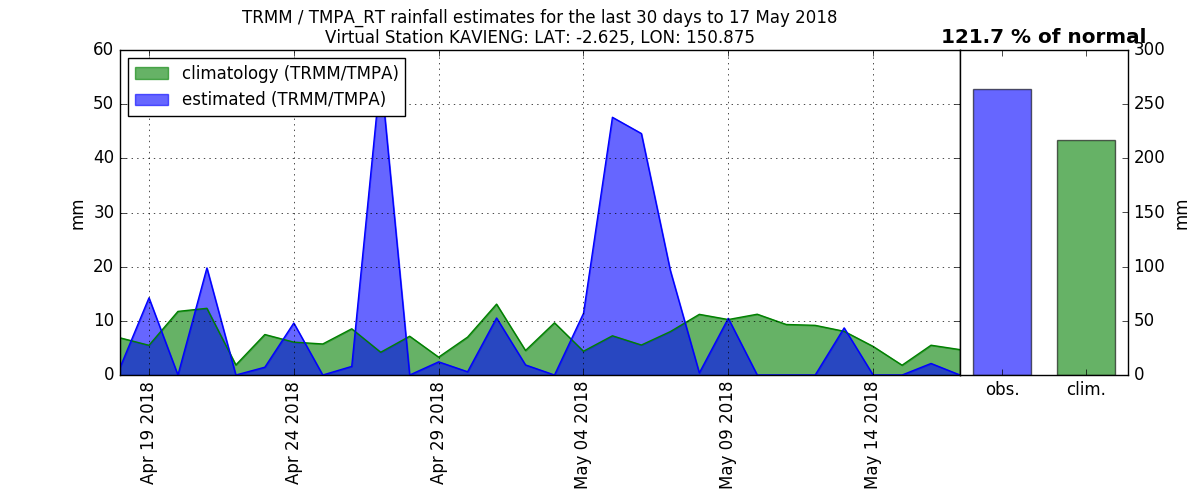 TRMM / TMPA_RT rainfall estimates for the last 30 days to 17 May 2018
Virtual Station KAVIENG: LAT: -2.625, LON: 150.875
121.7 % of normal
climatology (TRMM/TMPA)
estimated (TRMM/TMPA)
60
50
40
30
20
10
0
mm
Apr 19 2018
Apr 24 2018
Apr 29 2018
May 04 2018
May 09 2018
May 14 2018
300
250
200
150
100
50
0
mm
obs.
clim.